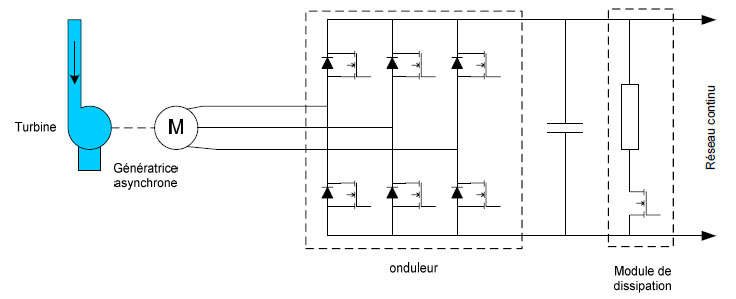 Turbine
M
Génératrice
asynchrone
onduleur
Module de
dissipation
Réseau continu